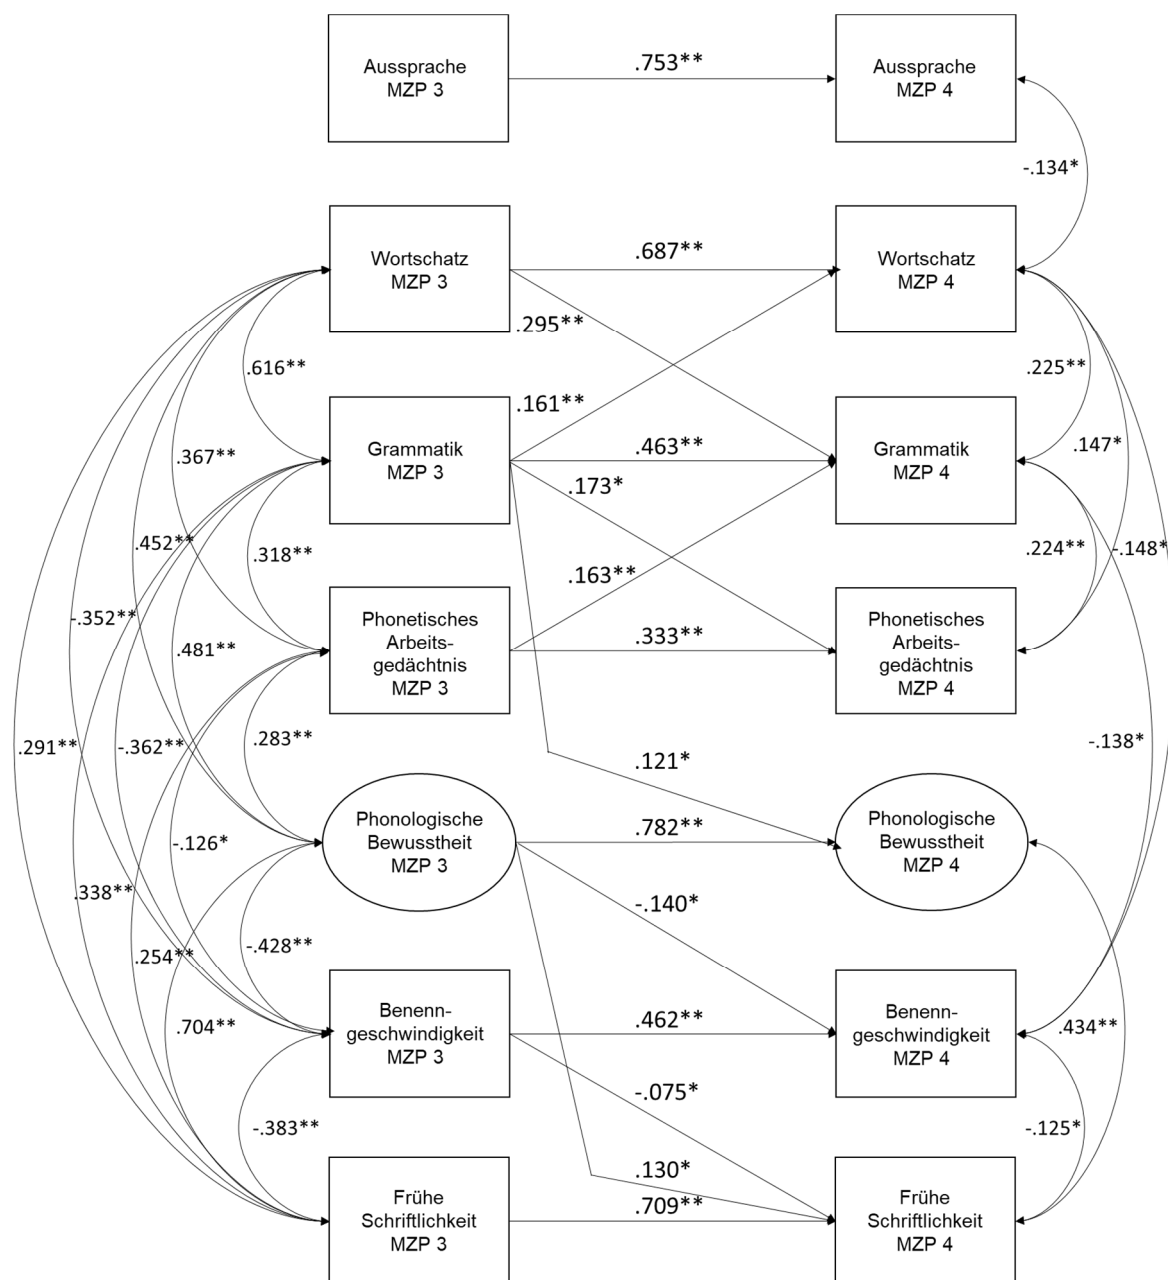 Aussprache
MZP 3
.753**
Aussprache
MZP 4
-.134*
Wortschatz
MZP 3
.687**
Wortschatz
MZP 4
.295**
.616**
.225**
.161**
Grammatik
MZP 3
.463**
Grammatik
MZP 4
.147*
.367**
.173*
.452**
.318**
.224**
-.148*
.163**
Phonetisches
Arbeits-
gedächtnis
MZP 3
.333**
Phonetisches
Arbeits-
gedächtnis
MZP 4
-.352**
.481**
.291**
-.362**
.283**
.121*
-.138*
Phonologische
Bewusstheit
MZP 3
.782**
Phonologische
Bewusstheit
MZP 4
-.126*
.338**
-.140*
.254**
-.428**
Benenn-
geschwindigkeit
MZP 3
.462**
Benenn-
geschwindigkeit
MZP 4
.704**
.434**
-.075*
-.383**
-.125*
.130*
Frühe
Schriftlichkeit
MZP 3
.709**
Frühe
Schriftlichkeit
MZP 4